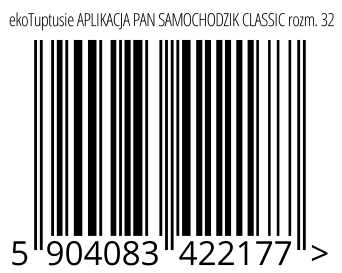 ekoTuptusie APLIKACJA PAN SAMOCHODZIK CLASSIC rozm. 32
5 904083 422177 >